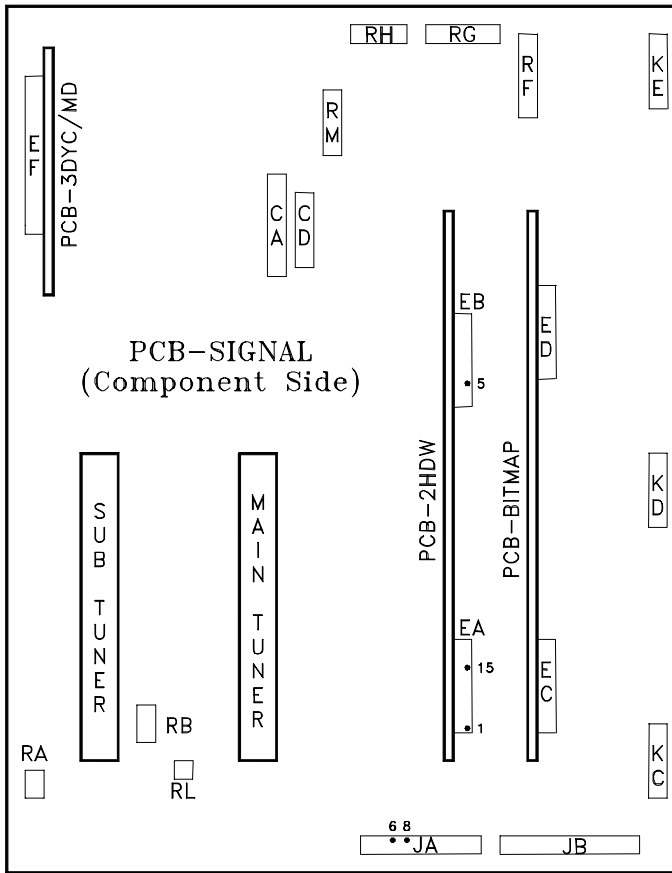 RH
RG
RF
KE
EF
PCB-3DYC/MD
RM
CA
CD
EB
5
ED
PCB-SIGNAL
(Component Side)
PCB-2HDW
PCB-BITMAP
KD
SUB TUNER
MAIN TUNER
EA
15
1
EC
RB
RA
RL
KC
6 8
JA
JB